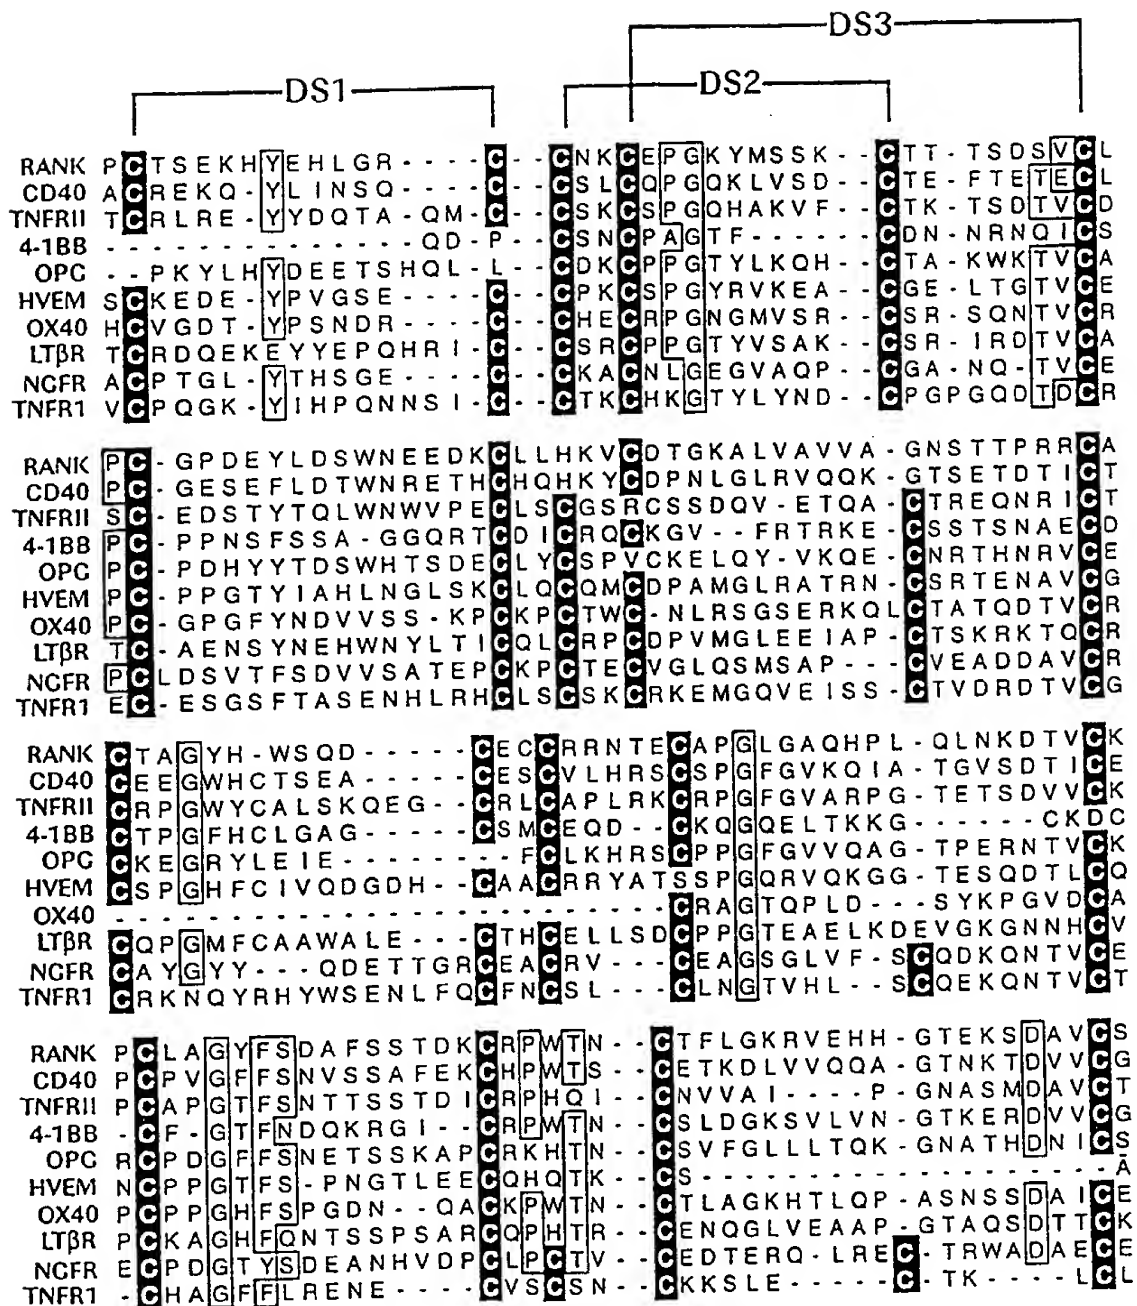 DS3
DS1 DS2
RANK PCTSEKHYEHLGR----C--CNKCEPGKYMSSK--CTT-TSDSVCL
CD40 ACREKQ-YLINSQ----C--CSLCQPGQKLVSD--CTE-FTETECL
TNFRII TCRLRE-YYDQTA-QM-C--CSKCSPGQHAKVF--CTK-TSDTVCD
4-1BB -------------QD-P--CSNCPAGTF------CDN-NRNQICS
OPG --PKYLHYDEETSHQL-L--CDKCPPGTYLKQH--CTA-KWKTVCA
HVEM SCKEDE-YPVGSE----C--CPKCSPGYRVKEA--CGE-LTGTVCE
OX40 HCVGDT-YPSNDR----C--CHECRPGNGMVSR--CSR-SQNTVCR
LTβR TCRDQEKEYYEPQHRI-C--CSRCPPGTYVSAK--CSR-IRDTVCA
NGFR ACPTGL-YTHSGE----C--CKACNLGEGVAQP--CGA-NQ-TVCE
TNFR1 VCPQGK-YIHPQNNSI-C--CTKCHKGTYLYND--CPGPGQDTDCR
RANK PC-GPDEYLDSWNEEDKCLLHKVCDTGKALVAVVA-GNSTTPRRCA
CD40 PC-GESEFLDTWNRETHCHQHKYCDPNLGLRVQQK-GTSETDTICT
TNFRII SC-EDSTYTQLWNWVPECLSCGSRCSSDQV-ETQA-CTREQNRICT
4-1BB PC-PPNSFSSA-GGQRTCDICRQCKGV--FRTRKE-CSSTSNAECD
OPG PC-PDHYYTDSWHTSDECLYCSPVCKELQY-VKQE-CNRTHNRVCE
HVEM PC-PPGTYIAHLNGLSKCLQCQMCDPAMGLRATRN-CSRTENAVCG
OX40 PC-GPGFYNDVVSS-KPCKPCTWC-NLRSGSERKQLCTATQDTVCR
LTβR TC-AENSYNEHWNYLTICQLCRPCDPVMGLEEIAP-CTSKRKTQCR
NGFR PCLDSVTFSDVVSATEPCKPCTECVGLQSMSAP---CVEADDAVCR
TNFR1 EC-ESGSFTASENHLRHCLSCSKCRKEMGQVEISS-CTVDRDTVCG
RANK CTAGYH-WSQD-----CECCRRNTECAPGLGAQHPL-QLNKDTVCK
CD40 CEEGWHCTSEA-----CESCVLHRSCSPGFGVKQIA-TGVSDTICE
TNFRII CRPGWYCALSKQEG--CRLCAPLRKCRPGFGVARPG-TETSDVVCK
4-1BB CTPGFHCLGAG-----CSMCEQD--CKQGQELTKKG------CKDC
OPG CKEGRYLEIE--------FCLKHRSCPPGFGVVQAG-TPERNTVCK
HVEM CSPGHFCIVQDGDH--CAACRRYATSSPGQRVQKGG-TESQDTLCQ
OX40 -----------------------CRAGTQPLD---SYKPGVDCA
LTβR CQPGMFCAAWALE---CTHCELLSDCPPGTEAELKDEVGKGNNHCV
NGFR CAYGYY---QDETTGRCEACRV---CEAGSGLVF-SCQDKQNTVCE
TNFR1 CRKNQYRHYWSENLFQCFNCSL---CLNGTVHL--SCQEKQNTVCT
RANK PCLAGYFSDAFSSTDKCRPWTN--CTFLGKRVEHH-GTEKSDAVCS
CD40 PCPVGFFSNVSSAFEKCHPWTS--CETKDLVVQQA-GTNKTDVVCG
TNFRII PCAPGTFSNTTSSTDICRPHQI--CNVVAI----P-GNASMDAVCT
4-1BB -CF-GTFNDQKRGI--CRPWTN--CSLDGKSVLVN-GTKERDVVCG
OPG RCPDGFFSNETSSKAPCRKHTN--CSVFGLLLTQK-GNATHDNICS
HVEM NCPPGTFS-PNGTLEECQHQTK--CS------------------A
OX40 PCPPGHFSPGDN--QACKPWTN--CTLAGKHTLQP-ASNSSDAICE
LTβR PCKAGHFQNTSSPSARCQPHTR--CENQGLVEAAP-GTAQSDTTCK
NGFR ECPDGTYSDEANHVDPCLPCTV--CEDTERQ-LREC-TRWADAECE
TNFR1 -CHAGFFLRENE----CVSCSN--CKKSLE-----C-TK----LCL